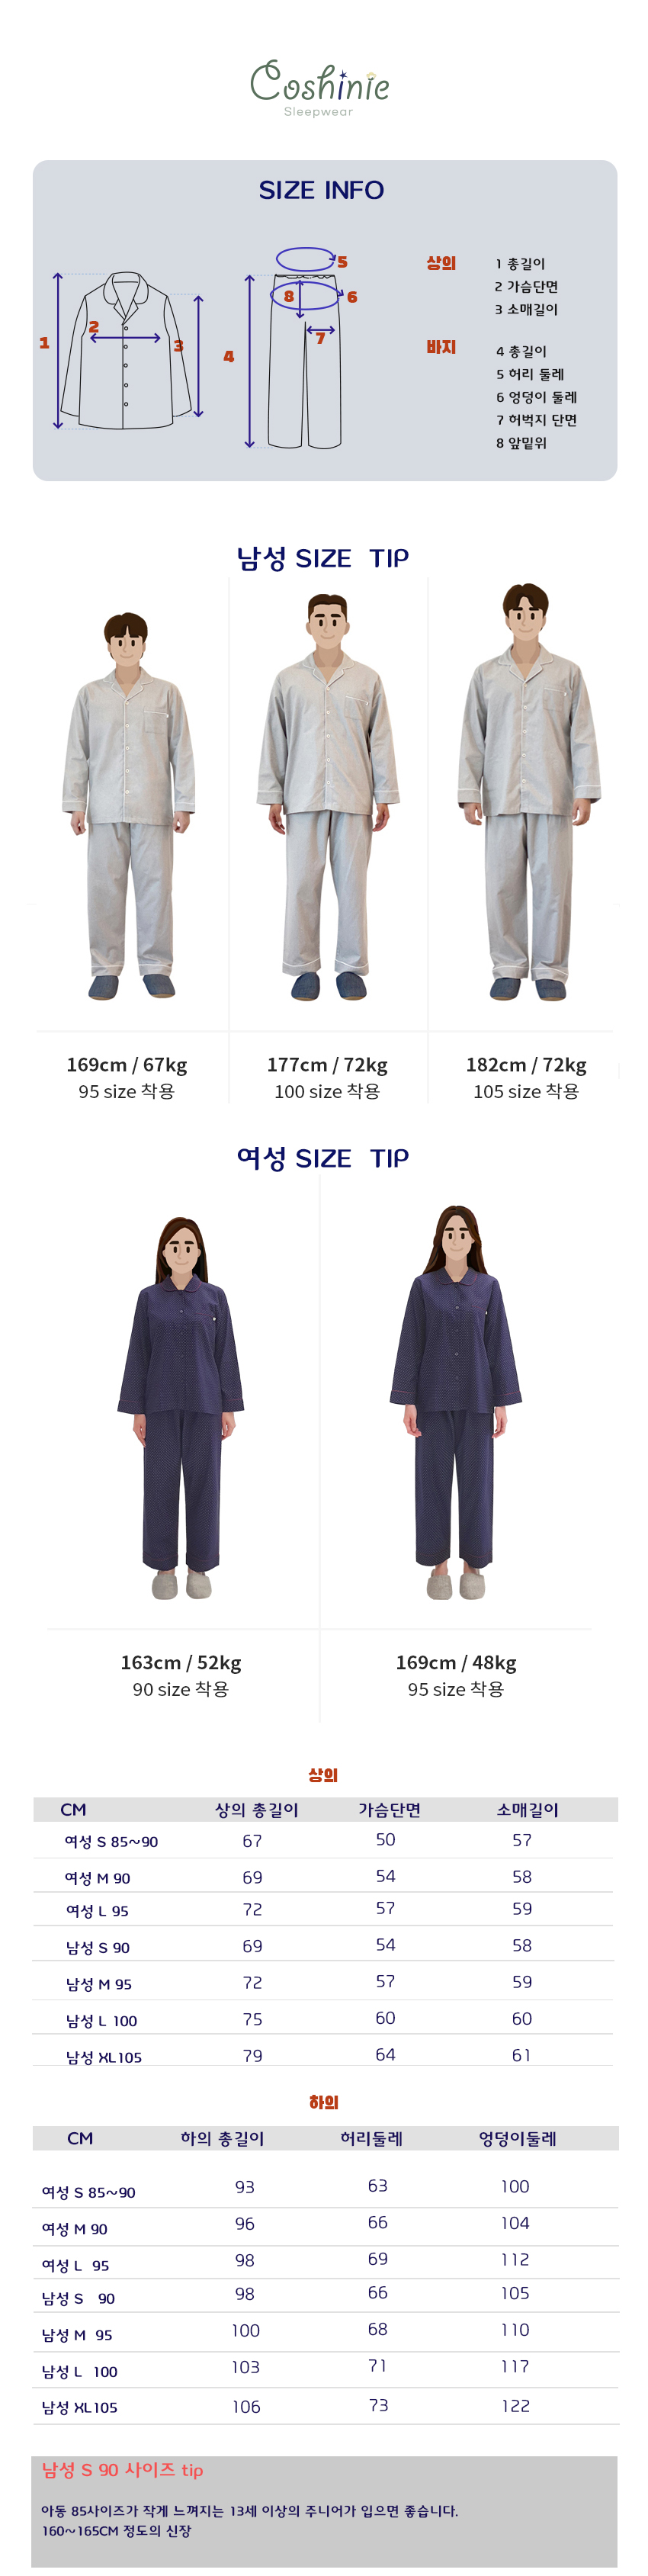 Coshinie
Sleepwear
SIZE INFO
1
2
3
4
5
6
7
8
상의
1 총길이
2 가슴단면
3 소매길이
바지
4 총길이
5 허리 둘레
6 엉덩이 둘레
7 허벅지 단면
8 앞밑위
남성 SIZE TIP
169cm / 67kg
95 size 착용
177cm / 72kg
100 size 착용
182cm / 72kg
105 size 착용
여성 SIZE TIP
163cm / 52kg
90 size 착용
169cm / 48kg
95 size 착용
상의
CM 상의 총길이 가슴단면 소매길이
여성 S 85~90 67 50 57
여성 M 90 69 54 58
여성 L 95 72 57 59
남성 S 90 69 54 58
남성 M 95 72 57 59
남성 L 100 75 60 60
남성 XL105 79 64 61
하의
CM 하의 총길이 허리둘레 엉덩이둘레
여성 S 85~90 93 63 100
여성 M 90 96 66 104
여성 L 95 98 69 112
남성 S 90 98 66 105
남성 M 95 100 68 110
남성 L 100 103 71 117
남성 XL105 106 73 122
남성 S 90 사이즈 tip
아동 85사이즈가 작게 느껴지는 13세 이상의 주니어가 입으면 좋습니다.
160~165CM 정도의 신장